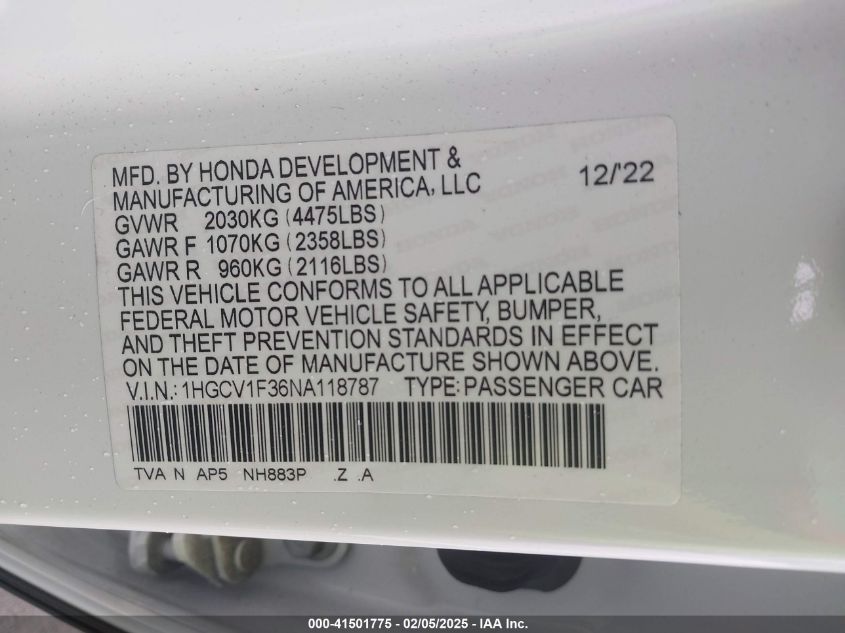 MFD. BY HONDA DEVELOPMENT &
MANUFACTURING OF AMERICA, LLC 12/'22
GVWR 2030KG (4475LBS)
GAWR F 1070KG (2358LBS)
GAWR R 960KG (2116LBS)
THIS VEHICLE CONFORMS TO ALL APPLICABLE
FEDERAL MOTOR VEHICLE SAFETY, BUMPER,
AND THEFT PREVENTION STANDARDS IN EFFECT
ON THE DATE OF MANUFACTURE SHOWN ABOVE.
V.I.N.: 1HGCV1F36NA118787 TYPE: PASSENGER CAR
TVA N AP5 NH883P .Z .A
000-41501775 - 02/05/2025 - IAA Inc.